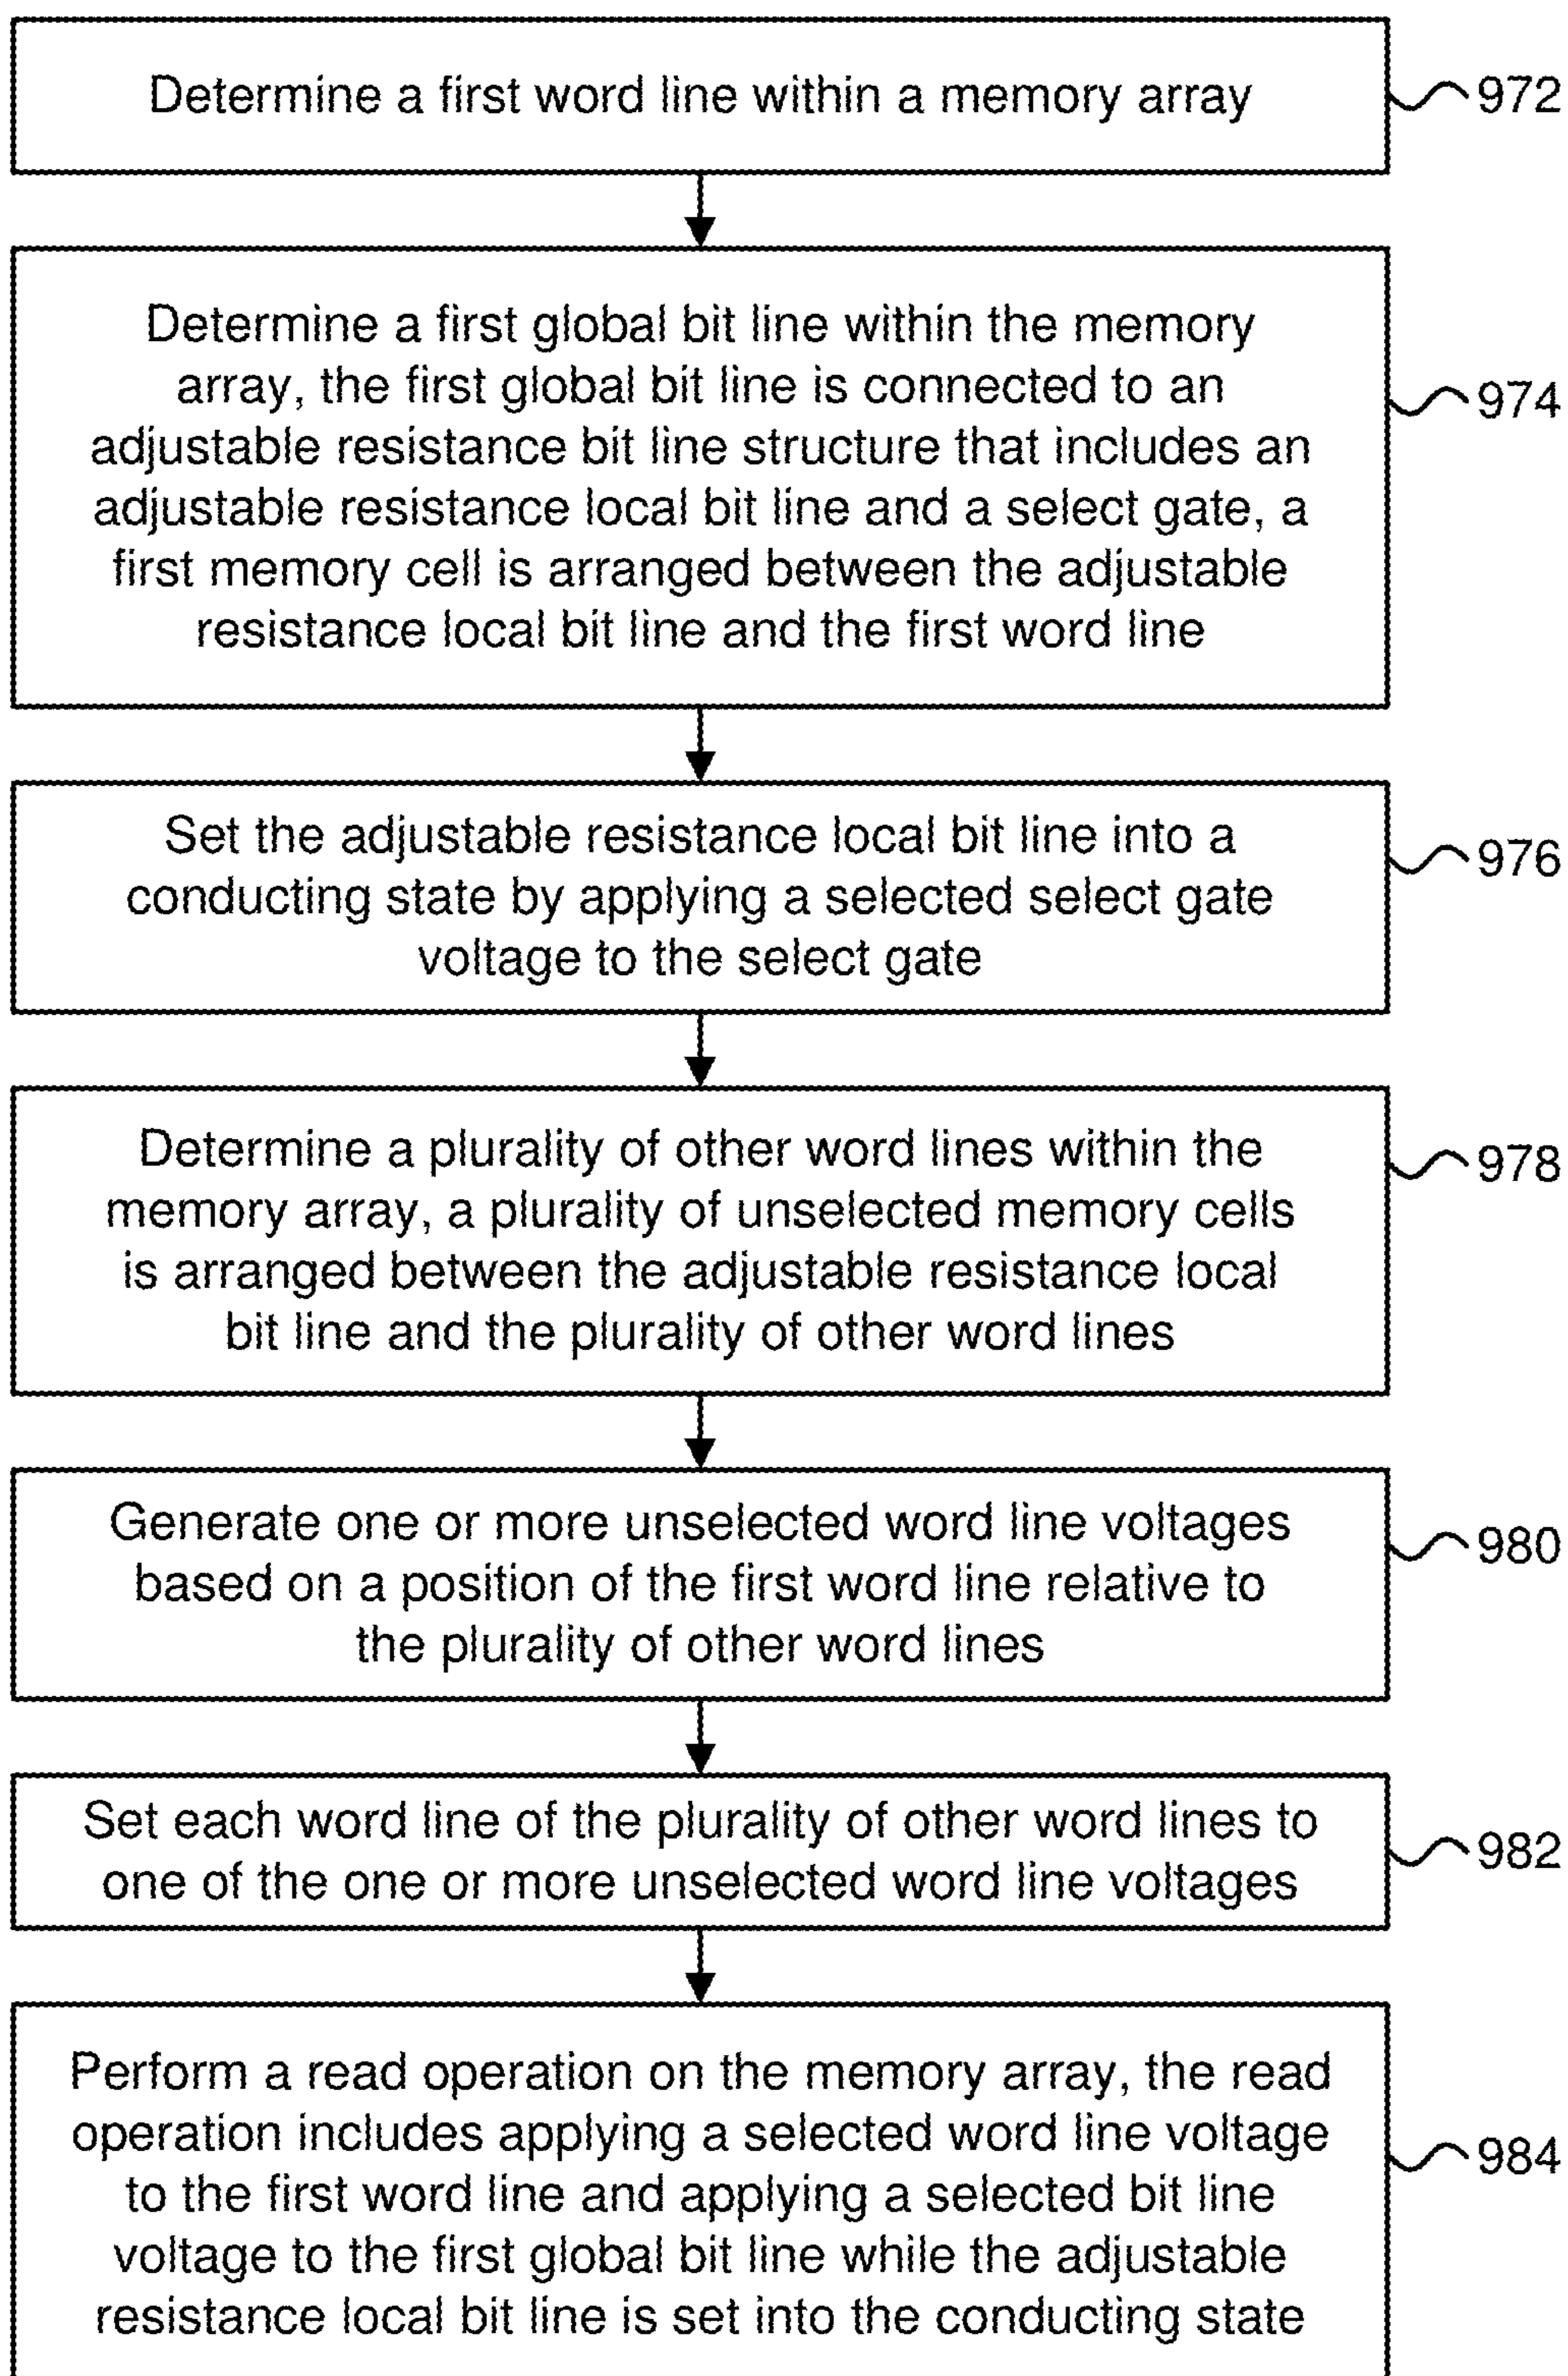 Determine a first word line within a memory array
972
Determine a first global bit line within the memory
array, the first global bit line is connected to an
adjustable resistance bit line structure that includes an
adjustable resistance local bit line and a select gate, a
first memory cell is arranged between the adjustable
resistance local bit line and the first word line
974
Set the adjustable resistance local bit line into a
conducting state by applying a selected select gate
voltage to the select gate
976
Determine a plurality of other word lines within the
memory array, a plurality of unselected memory cells
is arranged between the adjustable resistance local
bit line and the plurality of other word lines
978
Generate one or more unselected word line voltages
based on a position of the first word line relative to
the plurality of other word lines
980
Set each word line of the plurality of other word lines to
one of the one or more unselected word line voltages
982
Perform a read operation on the memory array, the read
operation includes applying a selected word line voltage
to the first word line and applying a selected bit line
voltage to the first global bit line while the adjustable
resistance local bit line is set into the conducting state
984